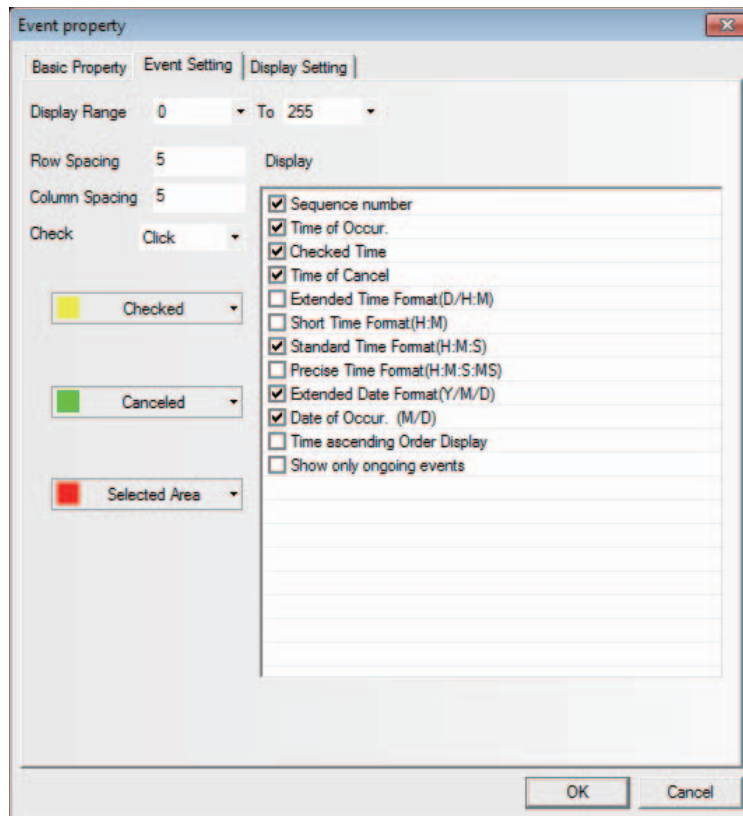 Event property
Basic Property Event Setting Display Setting
Display Range 0 To 255
Row Spacing 5 Display
Column Spacing 5
Check Click
Sequence number
Time of Occur.
Checked Time
Time of Cancel
Extended Time Format(D/H:M)
Short Time Format(H:M)
Standard Time Format(H:M:S)
Precise Time Format(H:M:S:MS)
Extended Date Format(Y/M/D)
Date of Occur. (M/D)
Time ascending Order Display
Show only ongoing events
Checked
Canceled
Selected Area
OK Cancel